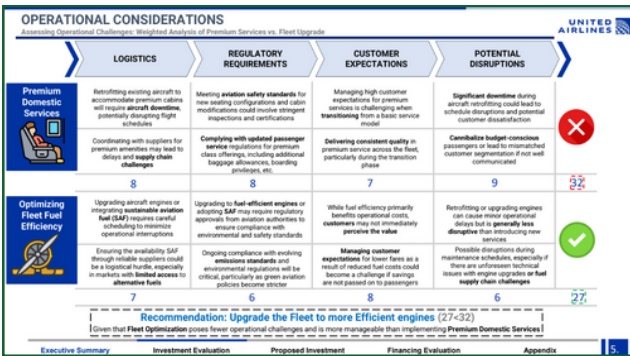 OPERATIONAL CONSIDERATIONS
Assessing Operational Challenges: Weighted Analysis of Premium Services vs. Fleet Upgrade
UNITED
AIRLINES
LOGISTICS
REGULATORY
REQUIREMENTS
CUSTOMER
EXPECTATIONS
POTENTIAL
DISRUPTIONS
Premium
Domestic
Services
Retrofitting existing aircraft to
accommodate premium cabins
will require aircraft downtime,
potentially disrupting flight
schedules
Meeting aviation safety standards for
new seating configurations and cabin
modifications could involve stringent
inspections and certifications
Managing high customer
expectations for premium
services is challenging when
transitioning from a basic service
model
Significant downtime during
aircraft retrofitting could lead to
schedule disruptions and potential
customer dissatisfaction
Coordinating with suppliers for
premium amenities may lead to
delays and supply chain
challenges
Complying with updated passenger
service regulations for premium
class offerings, including additional
baggage allowances, boarding
privileges, etc.
Delivering consistent quality in
premium service across the fleet,
particularly during the transition
phase
Cannibalize budget-conscious
passengers or lead to mismatched
customer segmentation if not well
communicated
8
8
7
9
32
Optimizing
Fleet Fuel
Efficiency
Upgrading aircraft engines or
integrating sustainable aviation
fuel (SAF) requires careful
scheduling to minimize
operational interruptions
Upgrading to fuel-efficient engines or
adopting SAF may require regulatory
approvals from aviation authorities to
ensure compliance with
environmental and safety standards
While fuel efficiency primarily
benefits operational costs,
customers may not immediately
perceive the value
Retrofitting or upgrading engines
can cause minor operational
delays but is generally less
disruptive than introducing new
services
Ensuring the availability SAF
through reliable suppliers could
be a logistical hurdle, especially
in markets with limited access to
alternative fuels
Ongoing compliance with evolving
emissions standards and
environmental regulations will be
critical, particularly as green aviation
policies become stricter
Managing customer
expectations for lower fares as a
result of reduced fuel costs could
become a challenge if savings
are not passed on to passengers
Possible disruptions during
maintenance schedules, especially if
there are unforeseen technical
issues with engine upgrades or fuel
supply chain challenges
7
6
8
6
27
Recommendation: Upgrade the Fleet to more Efficient engines (27<32)
Given that Fleet Optimization poses fewer operational challenges and is more manageable than implementing Premium Domestic Services
Executive Summary
Investment Evaluation
Proposed Investment
Financing Evaluation
Appendix
5.